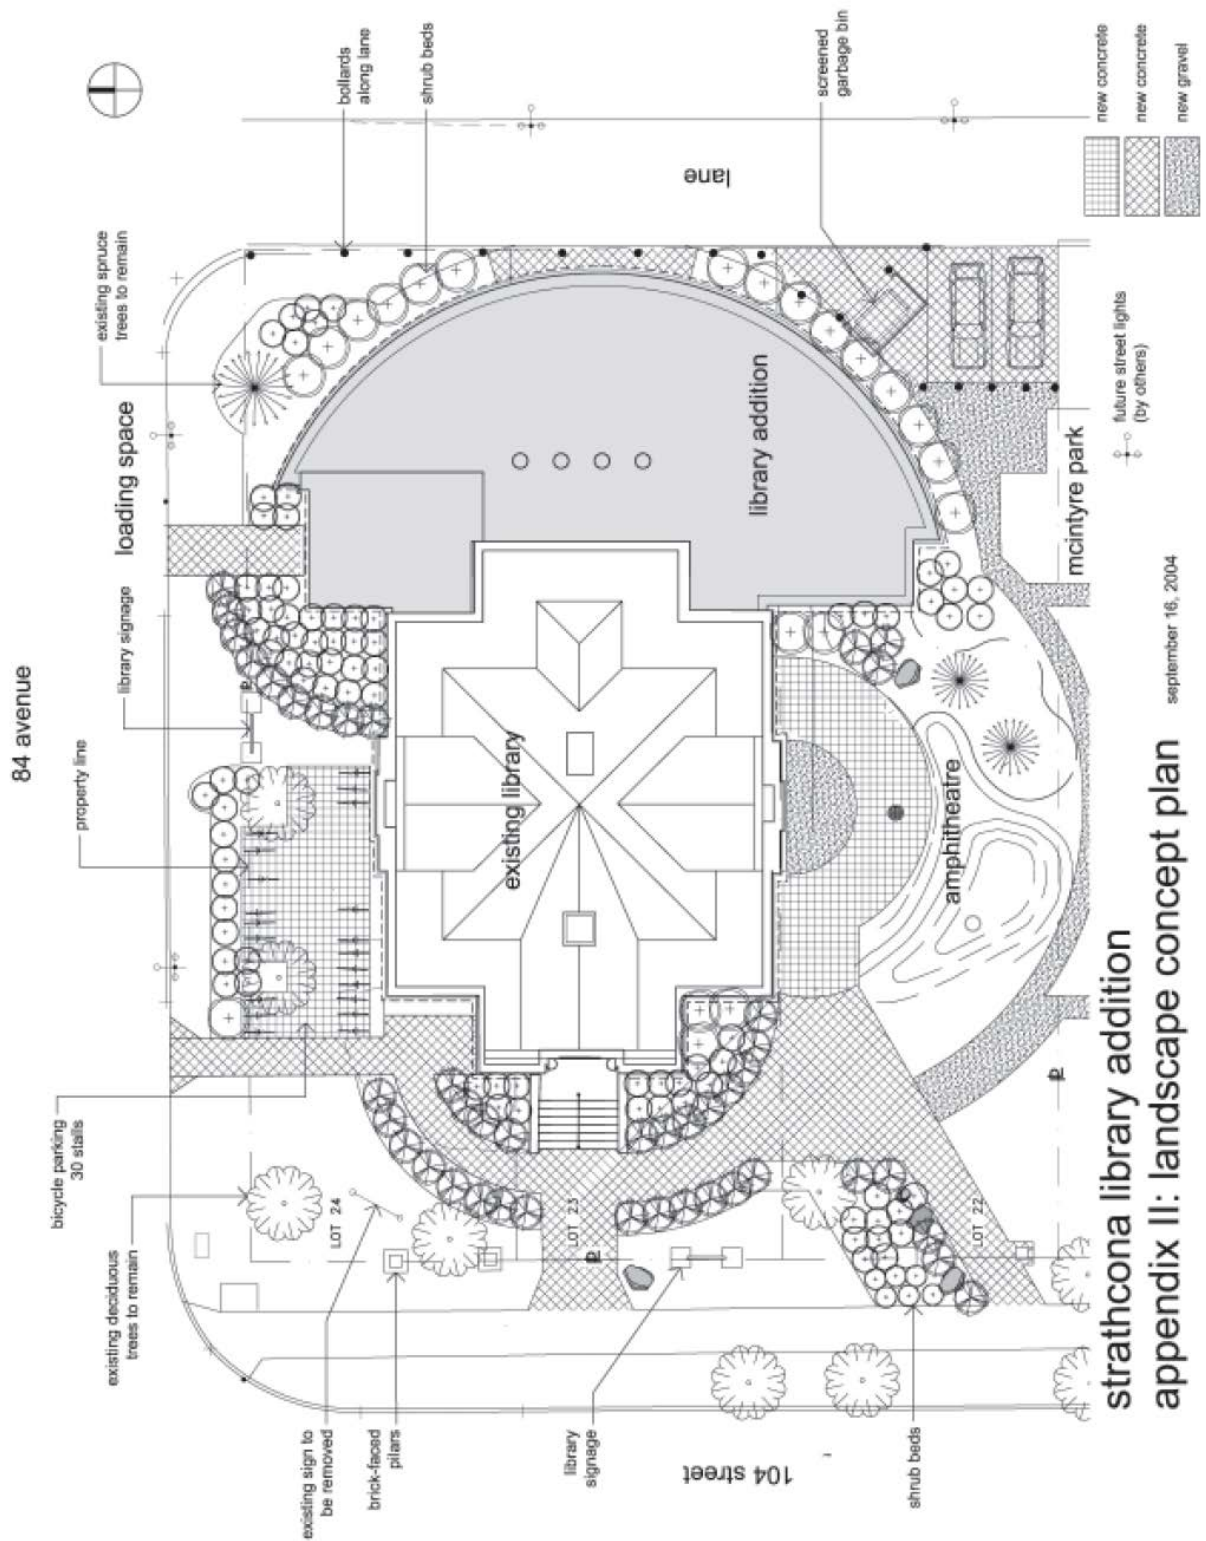 84 avenue
property line
library signage
loading space
existing spruce
trees to remain
bollards
along lane
shrub beds
lane
screened
garbage bin
bicycle parking
30 stalls
existing deciduous
trees to remain
existing library
library addition
amphitheatre
mcintyre park
LOT 24
LOT 23
LOT 22
existing sign to
be removed
brick-faced
pilars
library
signage
104 street
shrub beds
future street lights
(by others)
new concrete
new concrete
new gravel
strathcona library addition
appendix II: landscape concept plan
september 16, 2004